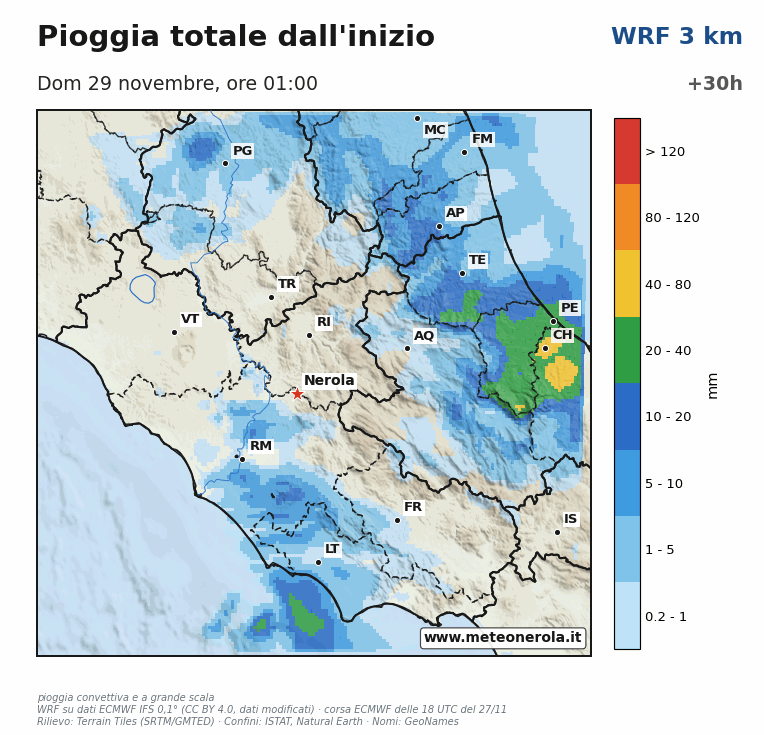 Pioggia totale dall'inizio
WRF 3 km
Dom 29 novembre, ore 01:00
+30h
MC
FM
PG
AP
TE
TR
PE
VT
RI
AQ
CH
Nerola
RM
FR
IS
LT
www.meteonerola.it
> 120
80 - 120
40 - 80
20 - 40
10 - 20
5 - 10
1 - 5
0.2 - 1
mm
pioggia convettiva e a grande scala
WRF su dati ECMWF IFS 0,1° (CC BY 4.0, dati modificati) · corsa ECMWF delle 18 UTC del 27/11
Rilievo: Terrain Tiles (SRTM/GMTED) · Confini: ISTAT, Natural Earth · Nomi: GeoNames